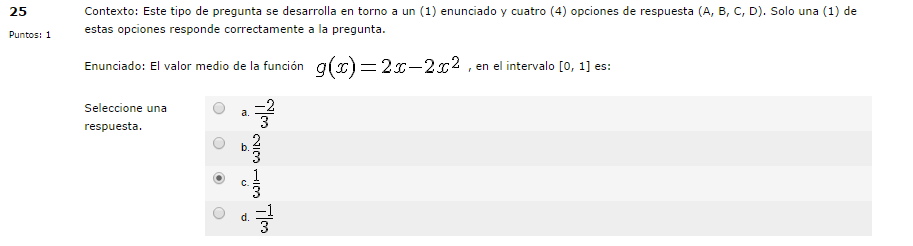 25
Puntos: 1
Contexto: Este tipo de pregunta se desarrolla en torno a un (1) enunciado y cuatro (4) opciones de respuesta (A, B, C, D). Solo una (1) de
estas opciones responde correctamente a la pregunta.
Enunciado: El valor medio de la función g(x)=2x−2x² , en el intervalo [0, 1] es:
Seleccione una
respuesta.
a. −2/3
b. 2/3
c. 1/3
d. −1/3